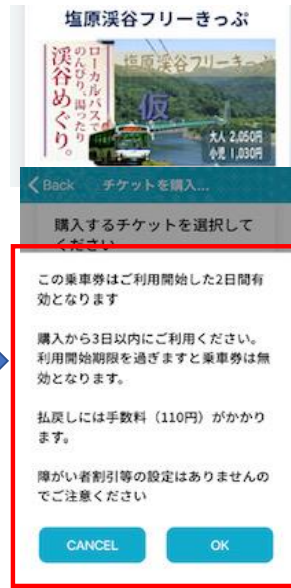 塩原渓谷フリーきっぷ
ローカルバスで
のんびり、湯ったり
渓谷めぐり。
塩原渓谷フリーきっぷ
仮
大人 2,050円
小児 1,030円
Back チケットを購入...
購入するチケットを選択して
ください
この乗車券はご利用開始した2日間有
効となります
購入から3日以内にご利用ください。
利用開始期限を過ぎますと乗車券は無
効となります。
払戻しには手数料（110円）がかかり
ます。
障がい者割引等の設定はありませんの
でご注意ください
CANCEL OK